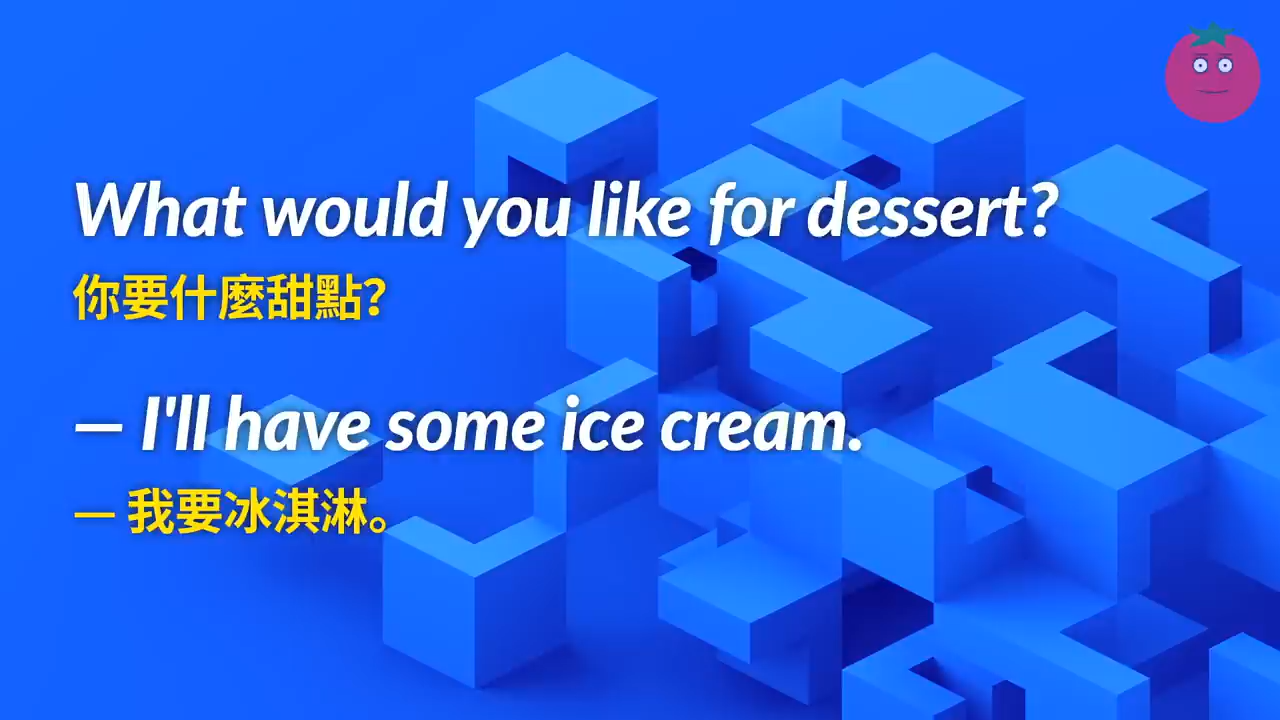 What would you like for dessert?
你要什麼甜點？
— I'll have some ice cream.
— 我要冰淇淋。